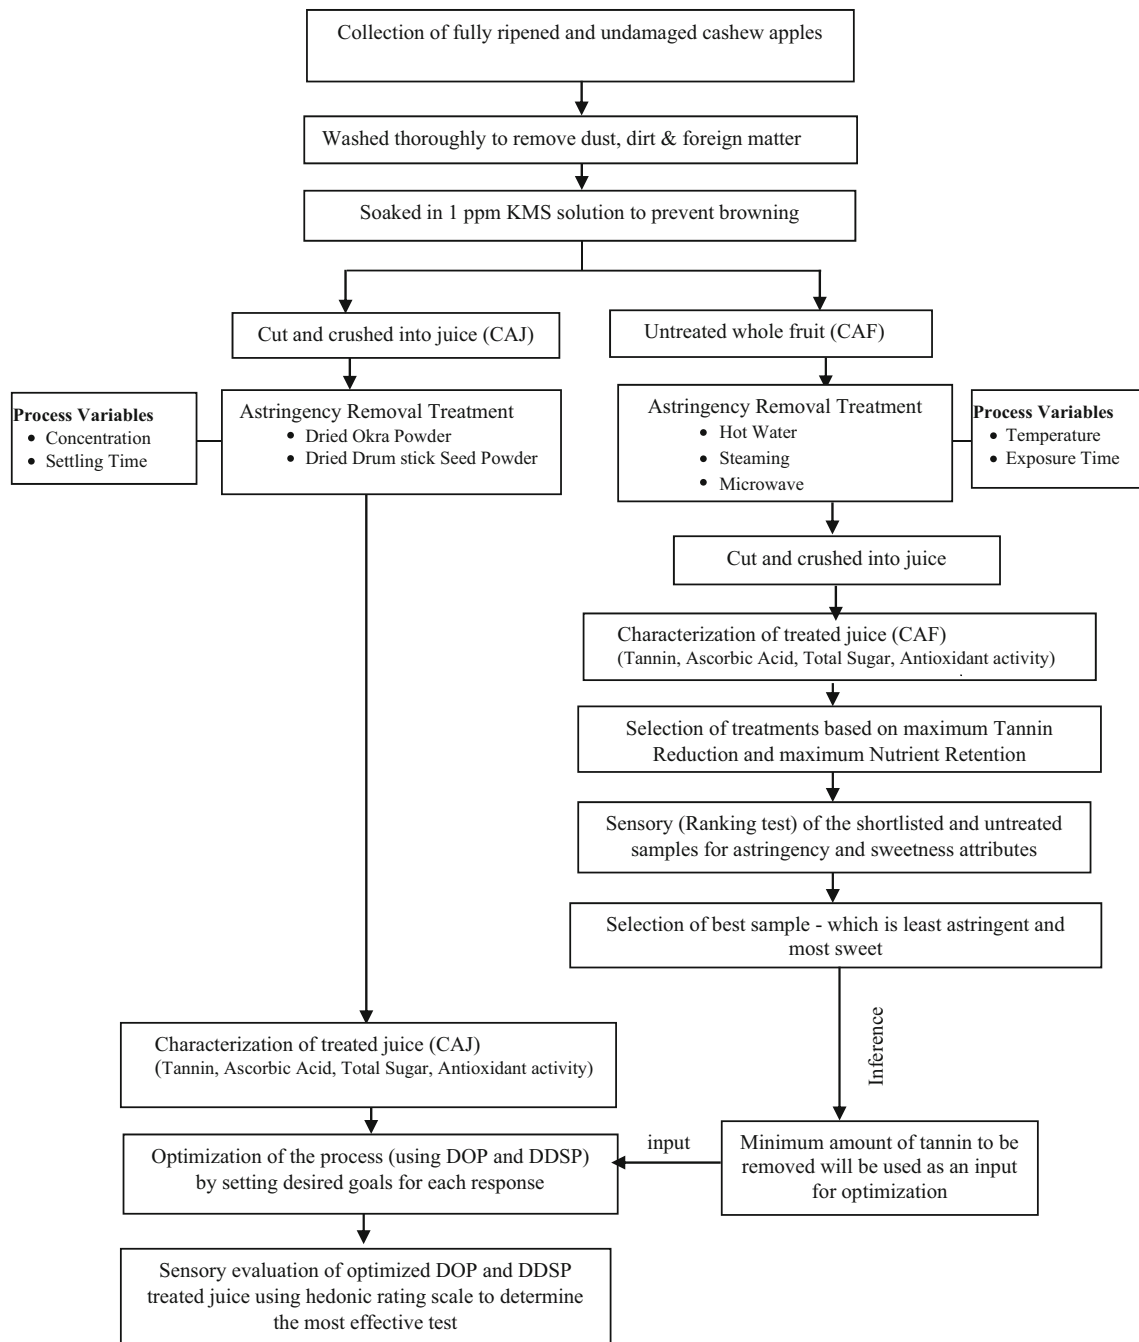 Collection of fully ripened and undamaged cashew apples
Washed thoroughly to remove dust, dirt & foreign matter
Soaked in 1 ppm KMS solution to prevent browning
Cut and crushed into juice (CAJ)
Untreated whole fruit (CAF)
Process Variables
• Concentration
• Settling Time
Astringency Removal Treatment
• Dried Okra Powder
• Dried Drum stick Seed Powder
Astringency Removal Treatment
• Hot Water
• Steaming
• Microwave
Process Variables
• Temperature
• Exposure Time
Cut and crushed into juice
Characterization of treated juice (CAF)
(Tannin, Ascorbic Acid, Total Sugar, Antioxidant activity)
.
Selection of treatments based on maximum Tannin
Reduction and maximum Nutrient Retention
Sensory (Ranking test) of the shortlisted and untreated
samples for astringency and sweetness attributes
Selection of best sample - which is least astringent and
most sweet
Inference
Characterization of treated juice (CAJ)
(Tannin, Ascorbic Acid, Total Sugar, Antioxidant activity)
Optimization of the process (using DOP and DDSP)
by setting desired goals for each response
input
Minimum amount of tannin to be
removed will be used as an input
for optimization
Sensory evaluation of optimized DOP and DDSP
treated juice using hedonic rating scale to determine
the most effective test